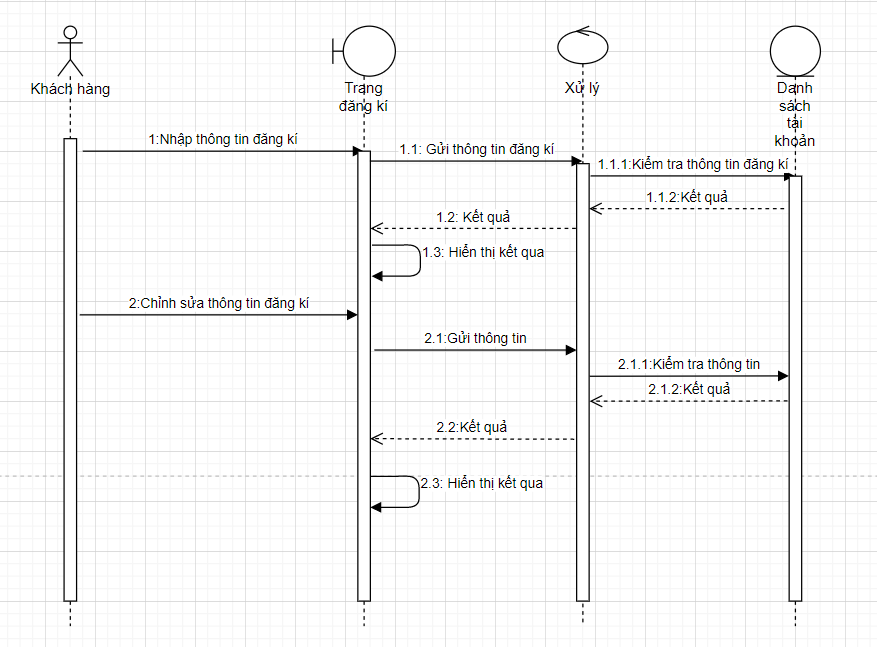 Khách hàng
Trang
đăng kí
Xử lý
Danh
sách
tài
khoản
1:Nhập thông tin đăng kí
1.1: Gửi thông tin đăng kí
1.1.1:Kiểm tra thông tin đăng kí
1.1.2:Kết quả
1.2: Kết quả
1.3: Hiển thị kết qua
2:Chỉnh sửa thông tin đăng kí
2.1:Gửi thông tin
2.1.1:Kiểm tra thông tin
2.1.2:Kết quả
2.2:Kết quả
2.3: Hiển thị kết qua